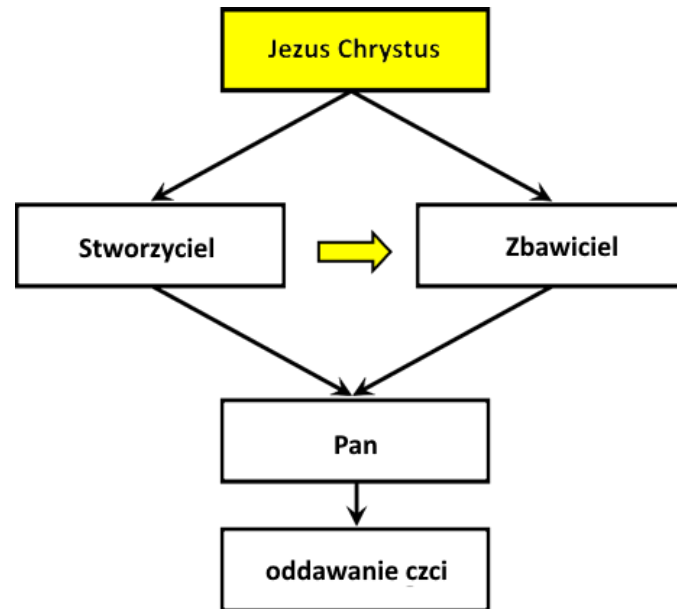 Jezus Chrystus
Stworzyciel
Zbawiciel
Pan
oddawanie czci